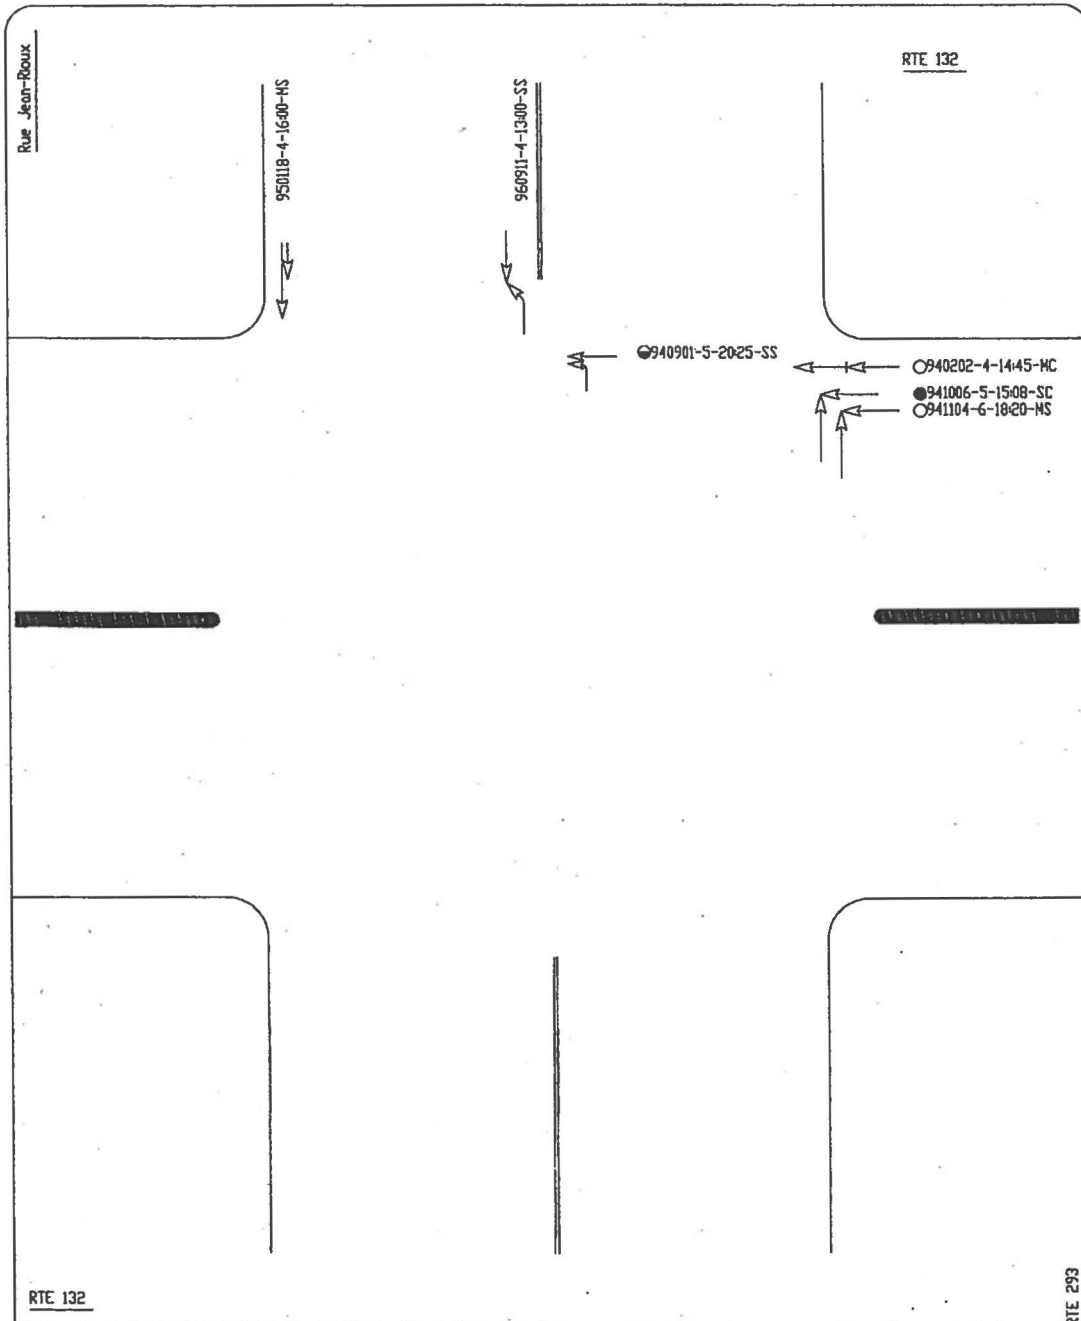 Rue Jean-Rioux
RTE 132
950118-4-16:00-MS
960911-4-13:00-SS
940901-5-20:25-SS
940202-4-14:45-MC
941006-5-15:08-SC
941104-6-18:20-MS
RTE 132
RTE 293